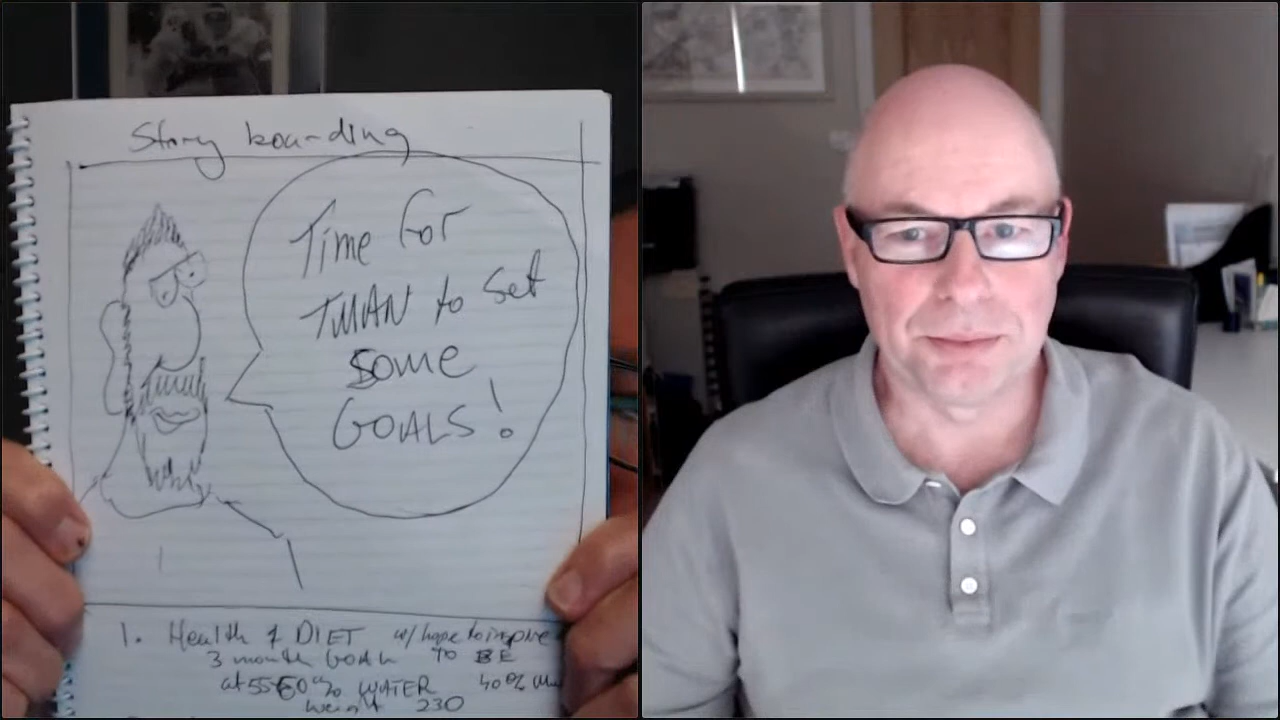 Story boarding
Time for
TMAN to set
SOME
GOALS!
1. Health & DIET w/ hope to improve
3 month GOAL TO BE
at 55 60% WATER 40%
weight 230